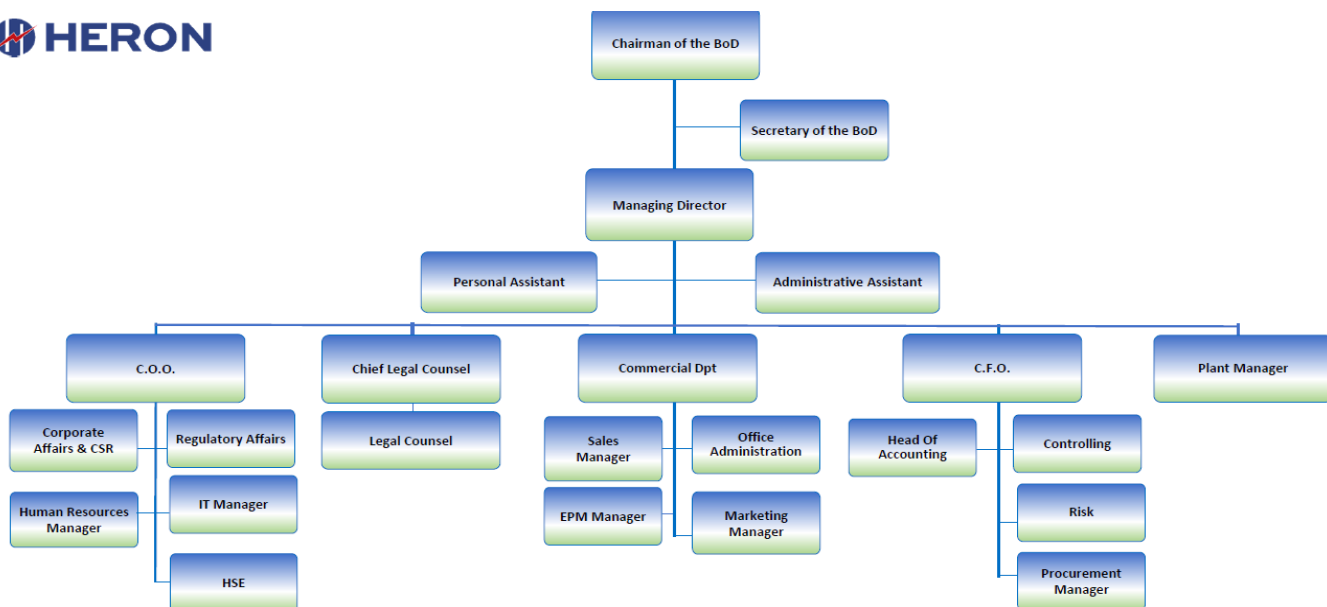 HERON
Chairman of the BoD
Secretary of the BoD
Managing Director
Personal Assistant
Administrative Assistant
C.O.O.
Chief Legal Counsel
Commercial Dpt
C.F.O.
Plant Manager
Corporate
Affairs & CSR
Regulatory Affairs
Human Resources
Manager
IT Manager
HSE
Legal Counsel
Sales
Manager
Office
Administration
EPM Manager
Marketing
Manager
Head Of
Accounting
Controlling
Risk
Procurement
Manager